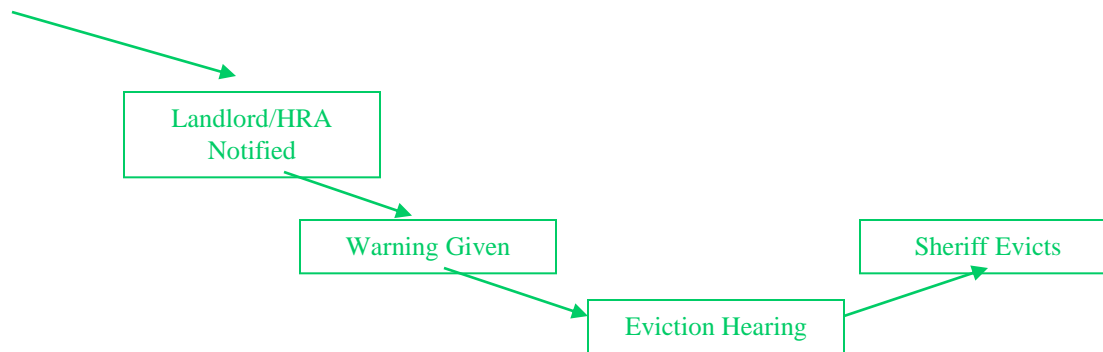 Landlord/HRA
Notified
Warning Given
Sheriff Evicts
Eviction Hearing